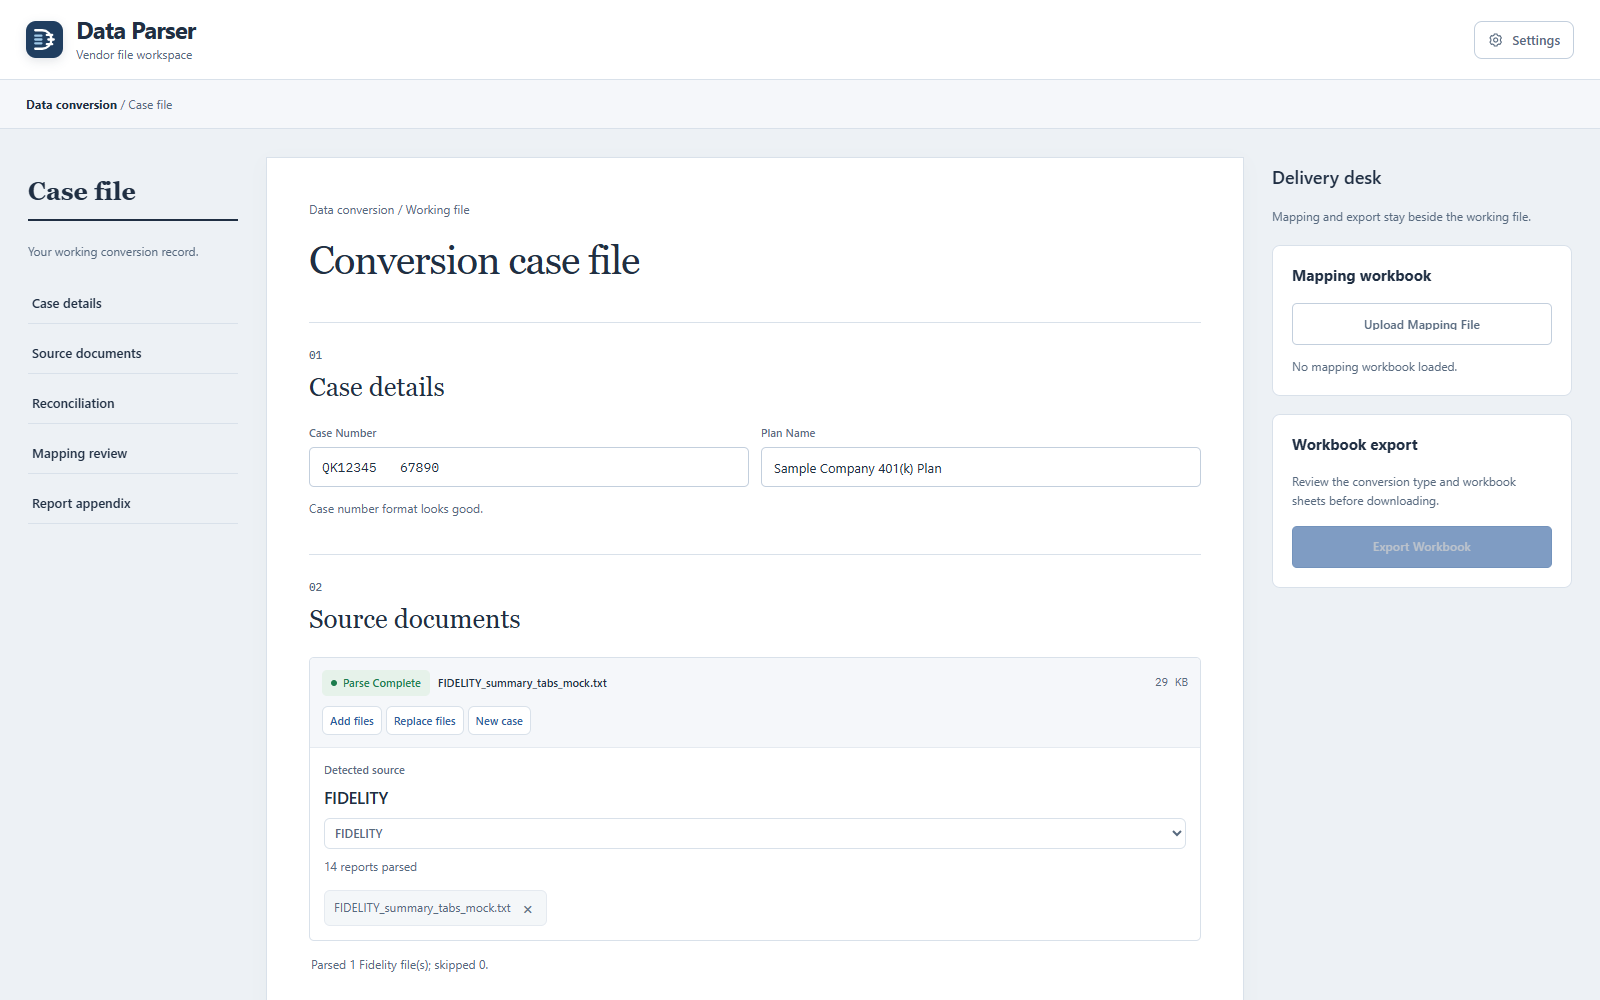 Data Parser
Vendor file workspace
Settings
Data conversion / Case file
Case file
Your working conversion record.
Case details
Source documents
Reconciliation
Mapping review
Report appendix
Data conversion / Working file
Conversion case file
01
Case details
Case Number
Plan Name
QK12345   67890
Sample Company 401(k) Plan
Case number format looks good.
02
Source documents
Parse Complete
FIDELITY_summary_tabs_mock.txt
29 KB
Add files
Replace files
New case
Detected source
FIDELITY
FIDELITY
14 reports parsed
FIDELITY_summary_tabs_mock.txt ×
Parsed 1 Fidelity file(s); skipped 0.
Delivery desk
Mapping and export stay beside the working file.
Mapping workbook
Upload Mapping File
No mapping workbook loaded.
Workbook export
Review the conversion type and workbook
sheets before downloading.
Export Workbook